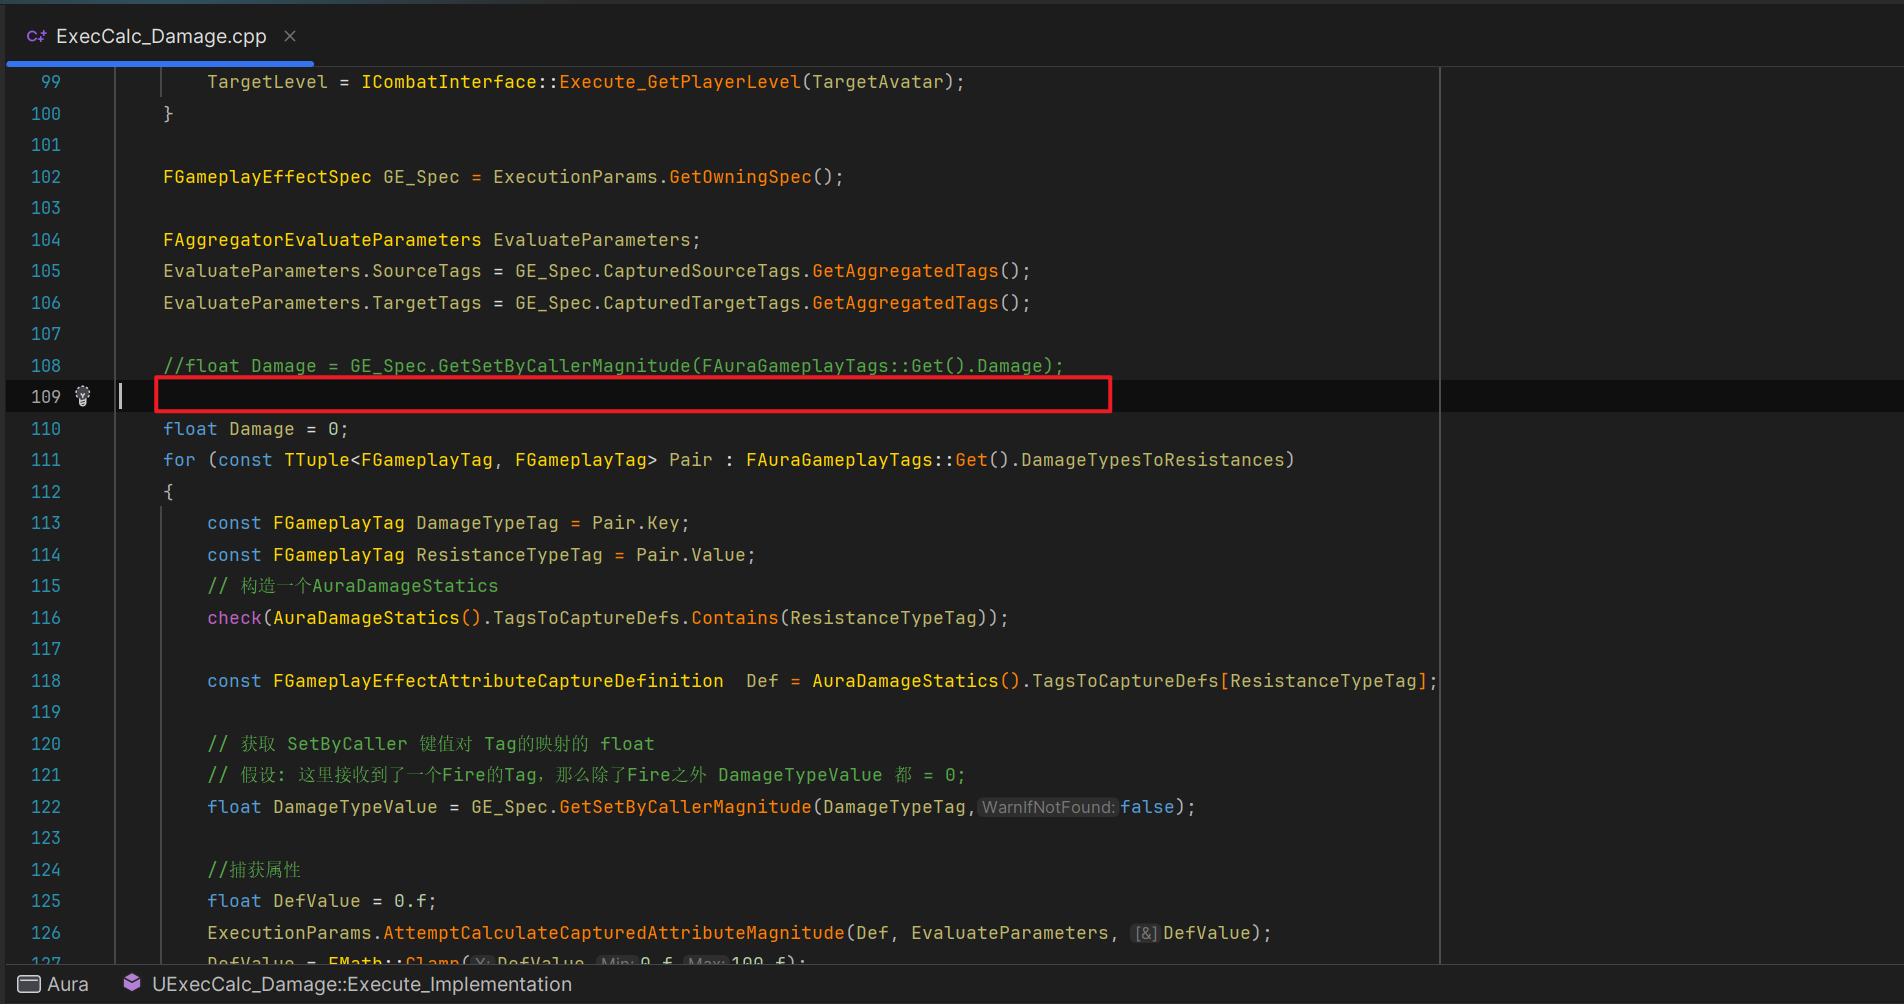 ExecCalc_Damage.cpp
99 TargetLevel = ICombatInterface::Execute_GetPlayerLevel(TargetAvatar);
100 }
101
102 FGameplayEffectSpec GE_Spec = ExecutionParams.GetOwningSpec();
103
104 FAggregatorEvaluateParameters EvaluateParameters;
105 EvaluateParameters.SourceTags = GE_Spec.CapturedSourceTags.GetAggregatedTags();
106 EvaluateParameters.TargetTags = GE_Spec.CapturedTargetTags.GetAggregatedTags();
107
108 //float Damage = GE_Spec.GetSetByCallerMagnitude(FAuraGameplayTags::Get().Damage);
109
110 float Damage = 0;
111 for (const TTuple<FGameplayTag, FGameplayTag> Pair : FAuraGameplayTags::Get().DamageTypesToResistances)
112 {
113 const FGameplayTag DamageTypeTag = Pair.Key;
114 const FGameplayTag ResistanceTypeTag = Pair.Value;
115 // 构造一个AuraDamageStatics
116 check(AuraDamageStatics().TagsToCaptureDefs.Contains(ResistanceTypeTag));
117
118 const FGameplayEffectAttributeCaptureDefinition Def = AuraDamageStatics().TagsToCaptureDefs[ResistanceTypeTag];
119
120 // 获取 SetByCaller 键值对 Tag的映射的 float
121 // 假设: 这里接收到了一个Fire的Tag，那么除了Fire之外 DamageTypeValue 都 = 0;
122 float DamageTypeValue = GE_Spec.GetSetByCallerMagnitude(DamageTypeTag, WarnIfNotFound: false);
123
124 //捕获属性
125 float DefValue = 0.f;
126 ExecutionParams.AttemptCalculateCapturedAttributeMagnitude(Def, EvaluateParameters, [&] DefValue);
127 DefValue = FMath::Clamp( X: DefValue, Min: 0.f, Max: 100.f);
Aura UExecCalc_Damage::Execute_Implementation